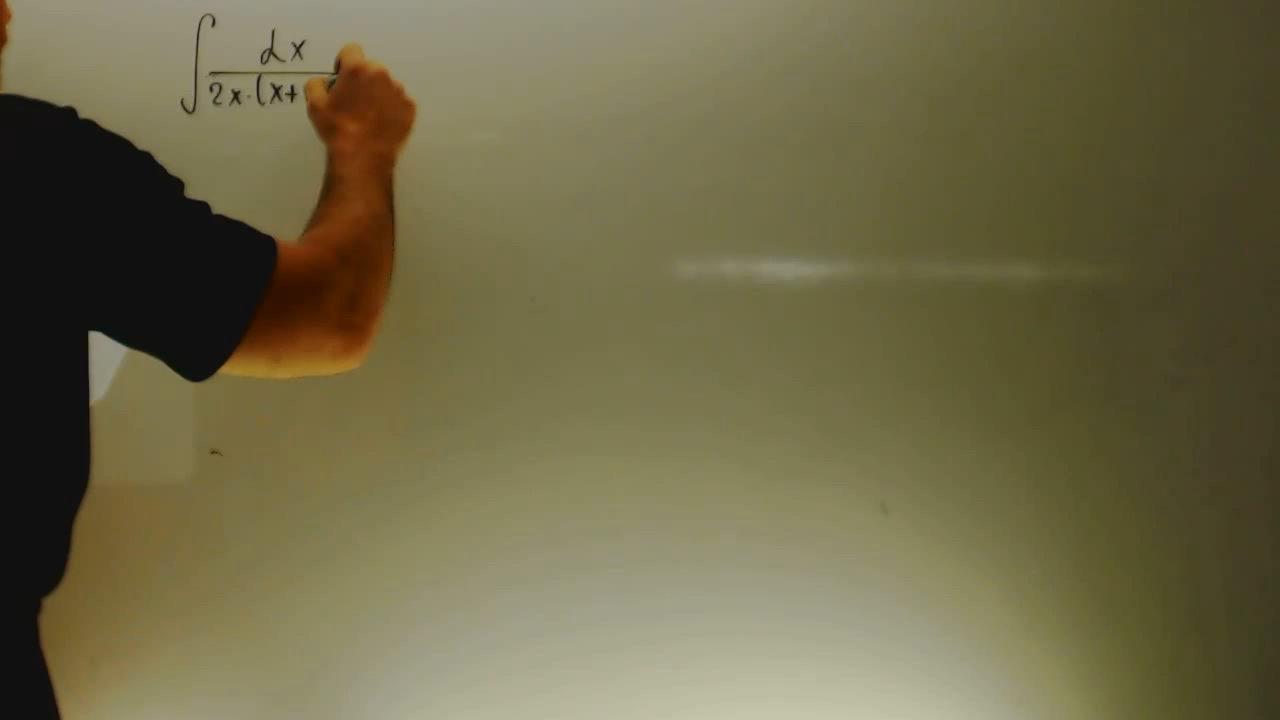 ∫ dx
2x·(x+